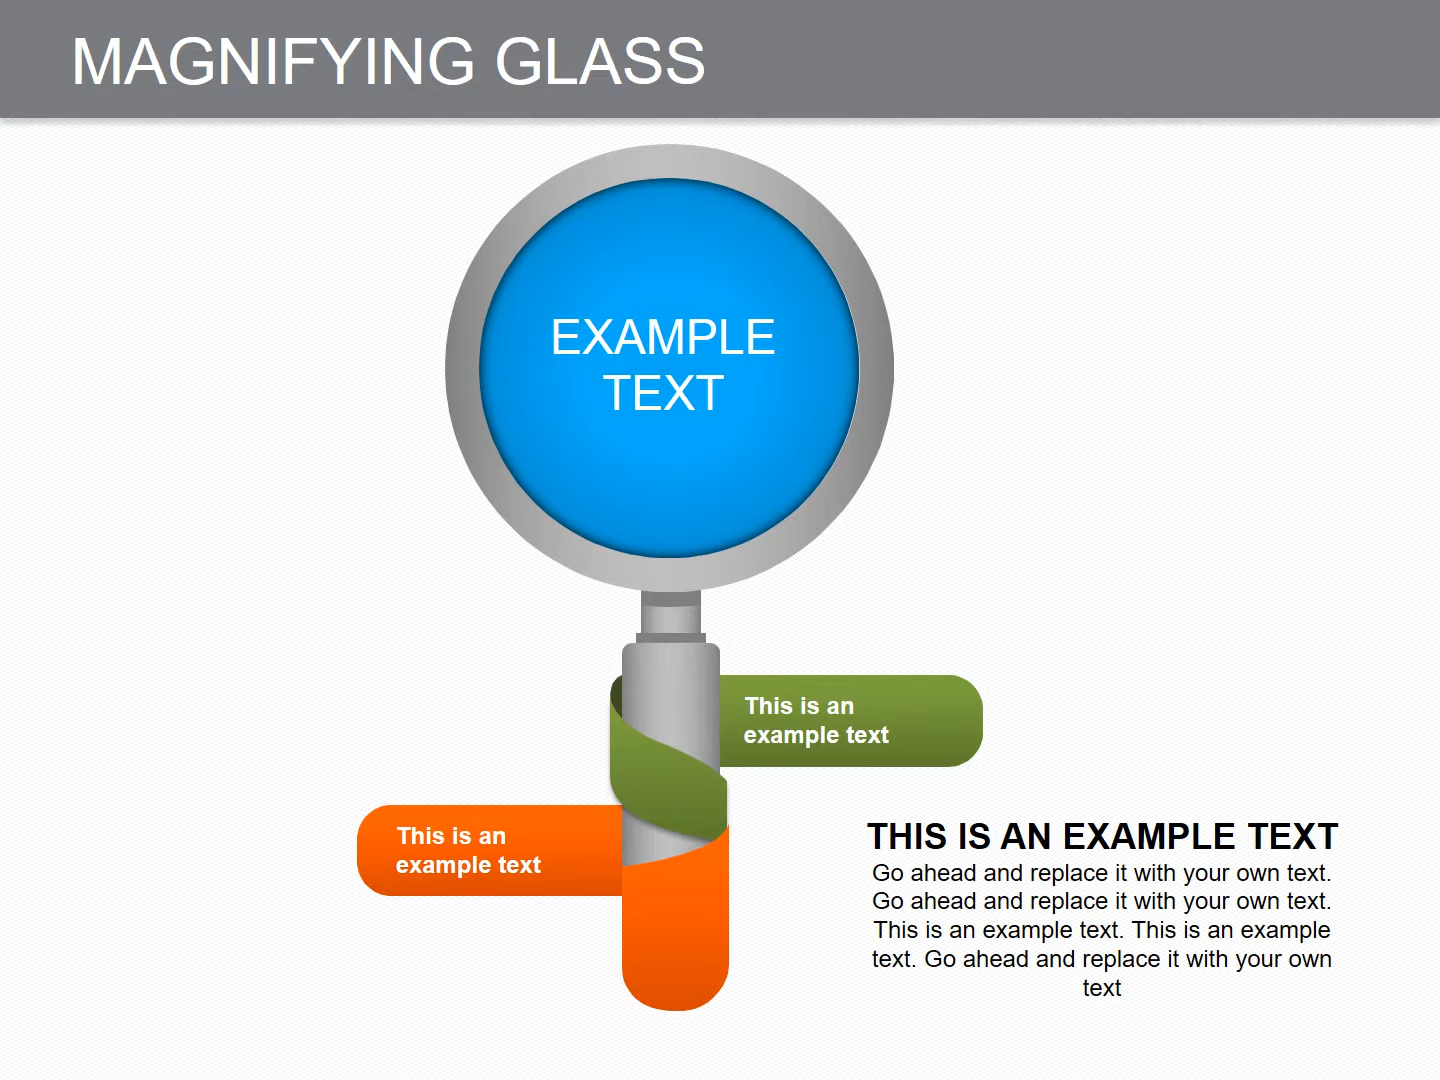 MAGNIFYING GLASS
EXAMPLE
TEXT
This is an
example text
This is an
example text
THIS IS AN EXAMPLE TEXT
Go ahead and replace it with your own text.
Go ahead and replace it with your own text.
This is an example text. This is an example
text. Go ahead and replace it with your own
text